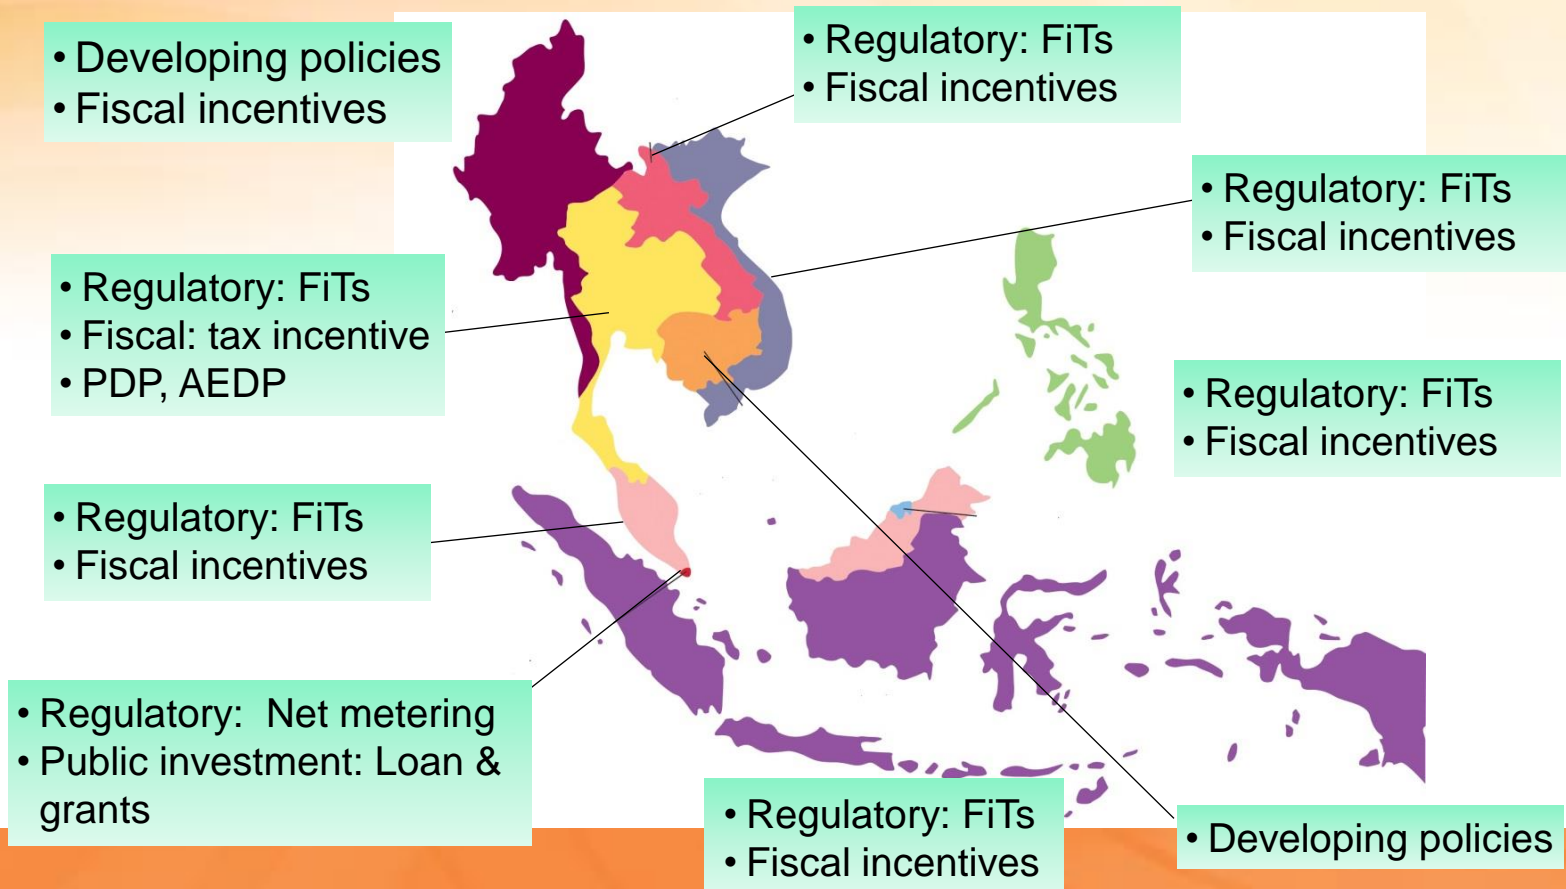 • Developing policies
• Fiscal incentives
• Regulatory: FiTs
• Fiscal incentives
• Regulatory: FiTs
• Fiscal incentives
• Regulatory: FiTs
• Fiscal: tax incentive
• PDP, AEDP
• Regulatory: FiTs
• Fiscal incentives
• Regulatory: FiTs
• Fiscal incentives
• Regulatory: Net metering
• Public investment: Loan &
grants
• Regulatory: FiTs
• Fiscal incentives
• Developing policies